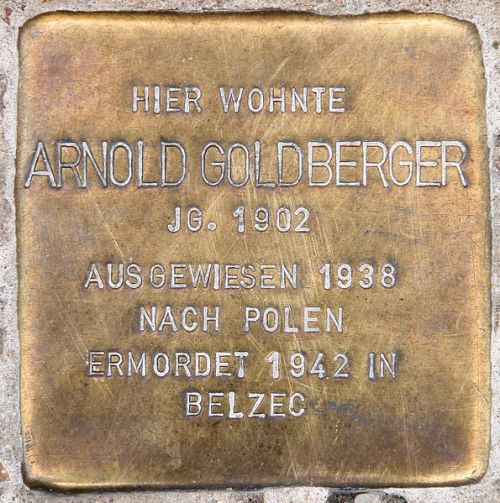 HIER WOHNTE
ARNOLD GOLDBERGER
JG. 1902
AUSGEWIESEN 1938
NACH POLEN
ERMORDET 1942 IN
BELZEC